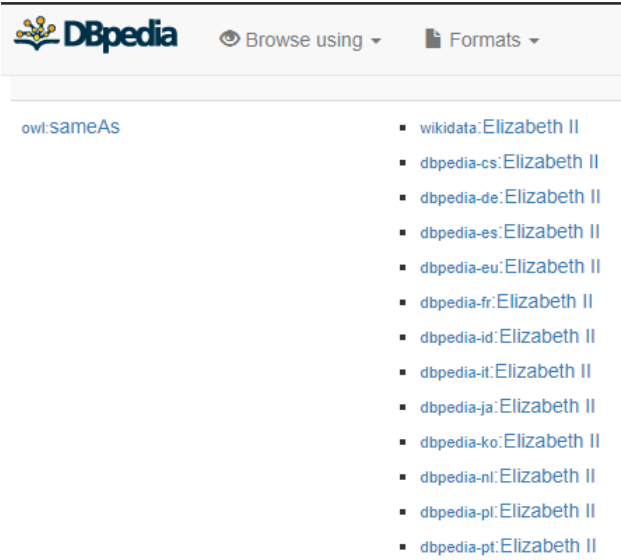 DBpedia Browse using Formats
owl:sameAs wikidata:Elizabeth II
dbpedia-cs:Elizabeth II
dbpedia-de:Elizabeth II
dbpedia-es:Elizabeth II
dbpedia-eu:Elizabeth II
dbpedia-fr:Elizabeth II
dbpedia-id:Elizabeth II
dbpedia-it:Elizabeth II
dbpedia-ja:Elizabeth II
dbpedia-ko:Elizabeth II
dbpedia-nl:Elizabeth II
dbpedia-pl:Elizabeth II
dbpedia-pt:Elizabeth II